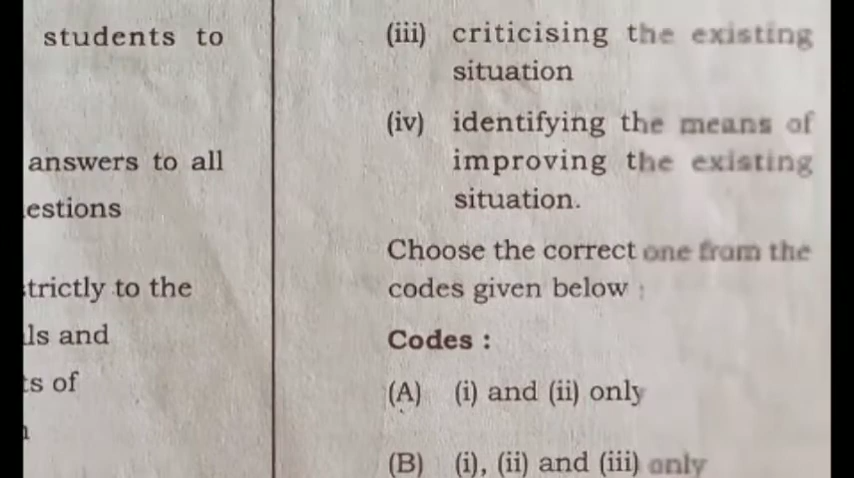 students to
answers to all
estions
trictly to the
ls and
ts of
(iii) criticising the existing
situation
(iv) identifying the means of
improving the existing
situation.
Choose the correct one from the
codes given below :
Codes :
(A) (i) and (ii) only
(B) (i), (ii) and (iii) only